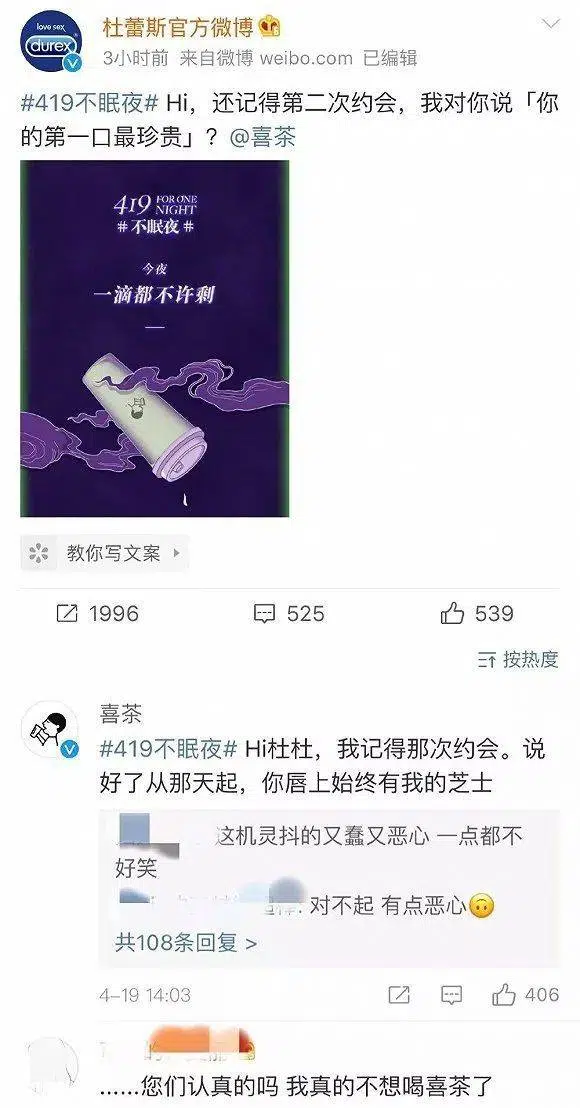 love sex
durex
杜蕾斯官方微博
3小时前 来自微博 weibo.com 已编辑
#419不眠夜# Hi，还记得第二次约会，我对你说「你
的第一口最珍贵」？@喜茶
419 FOR ONE
NIGHT
#不眠夜#
今夜
一滴都不许剩
教你写文案
1996
525
539
按热度
喜茶
#419不眠夜# Hi杜杜，我记得那次约会。说
好了从那天起，你唇上始终有我的芝士
这机灵抖的又蠢又恶心 一点都不
好笑
: 对不起 有点恶心🙃
共108条回复 >
4-19 14:03
406
......您们认真的吗 我真的不想喝喜茶了